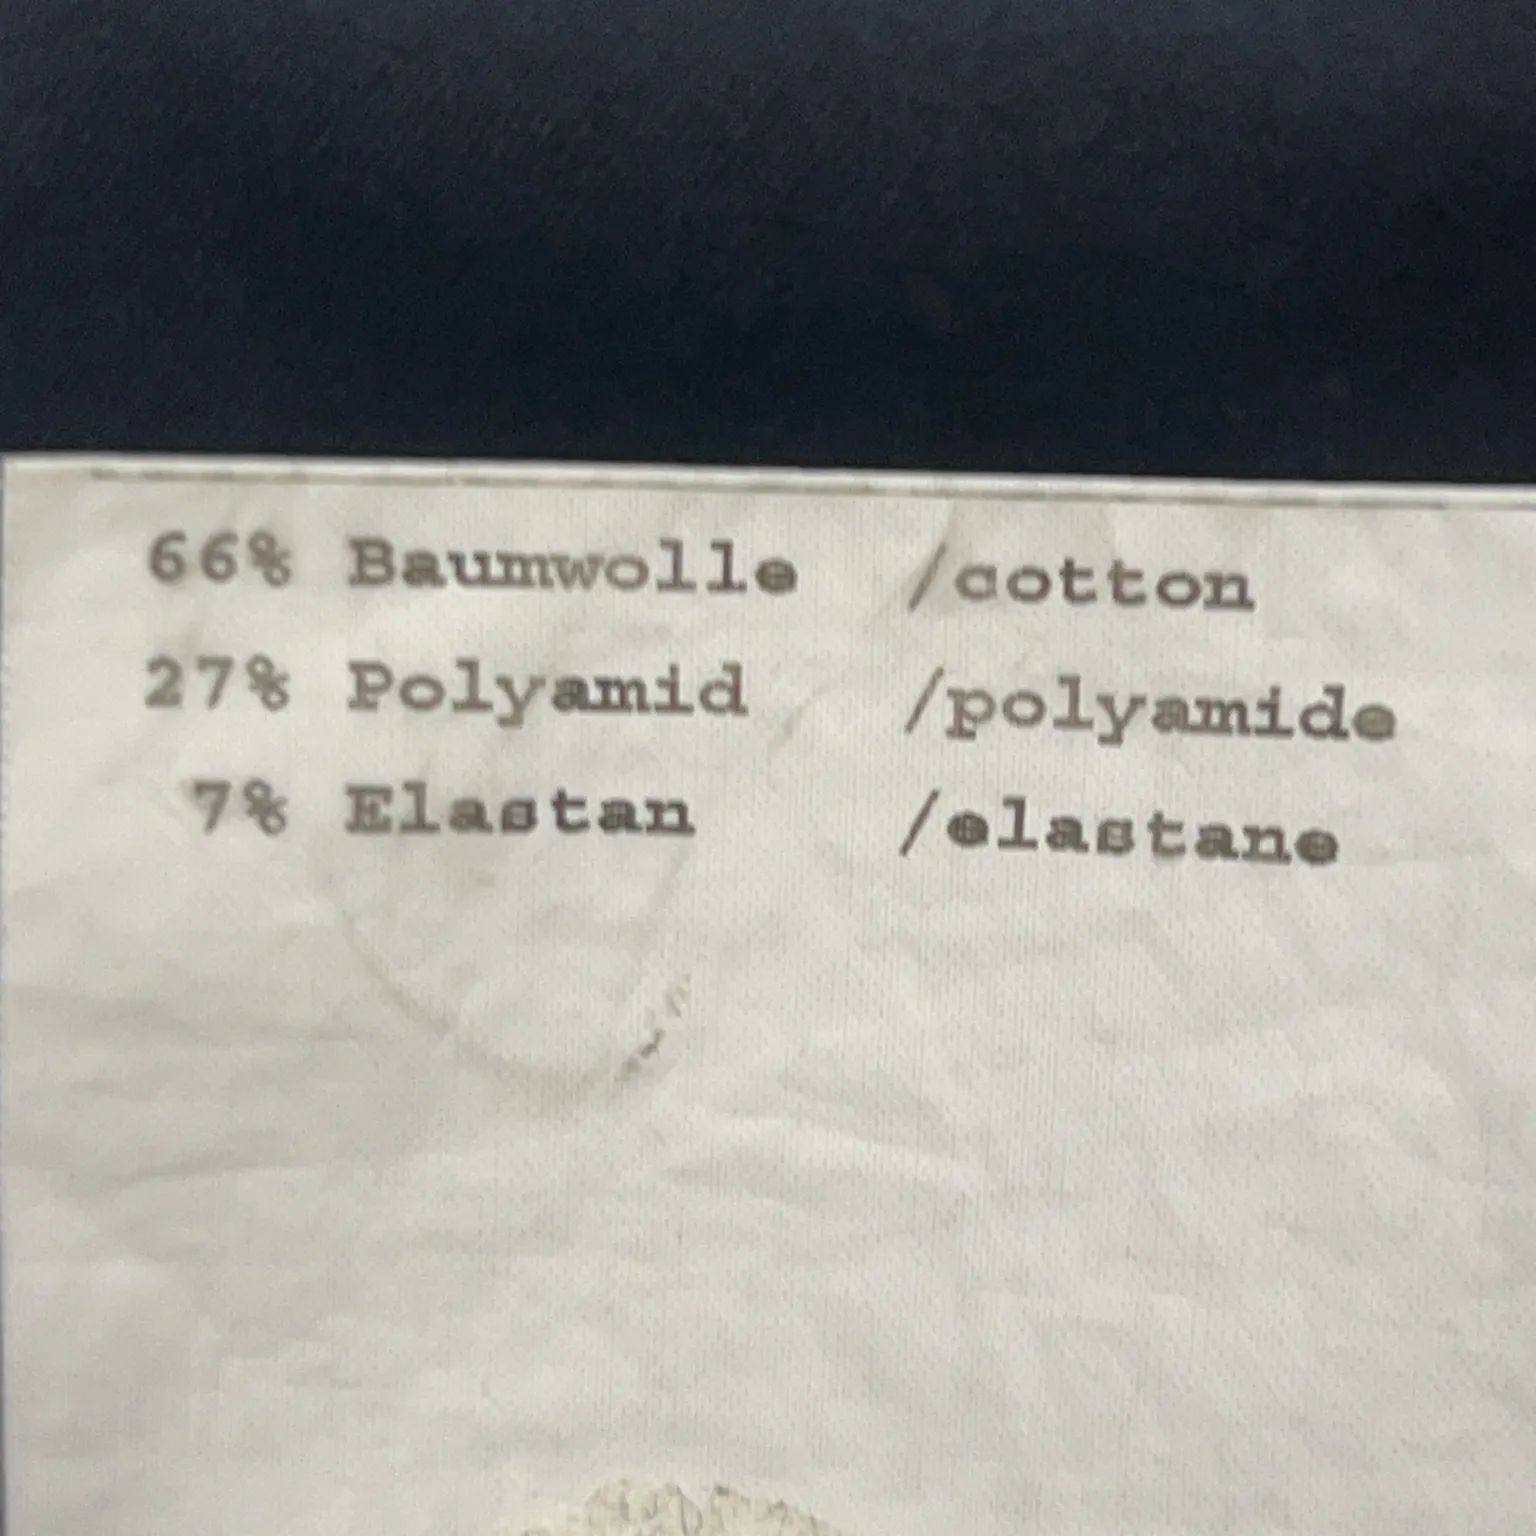 66% Baumwolle /cotton
27% Polyamid /polyamide
7% Elastan /elastane